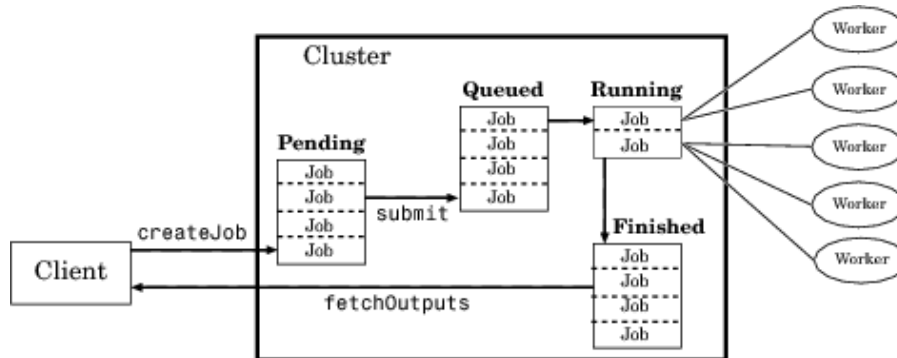 Cluster
Worker
Worker
Worker
Worker
Worker
Queued
Job
Job
Job
Job
Running
Job
Job
Pending
Job
Job
Job
Job
submit
createJob
Client
Finished
Job
Job
Job
Job
fetchOutputs